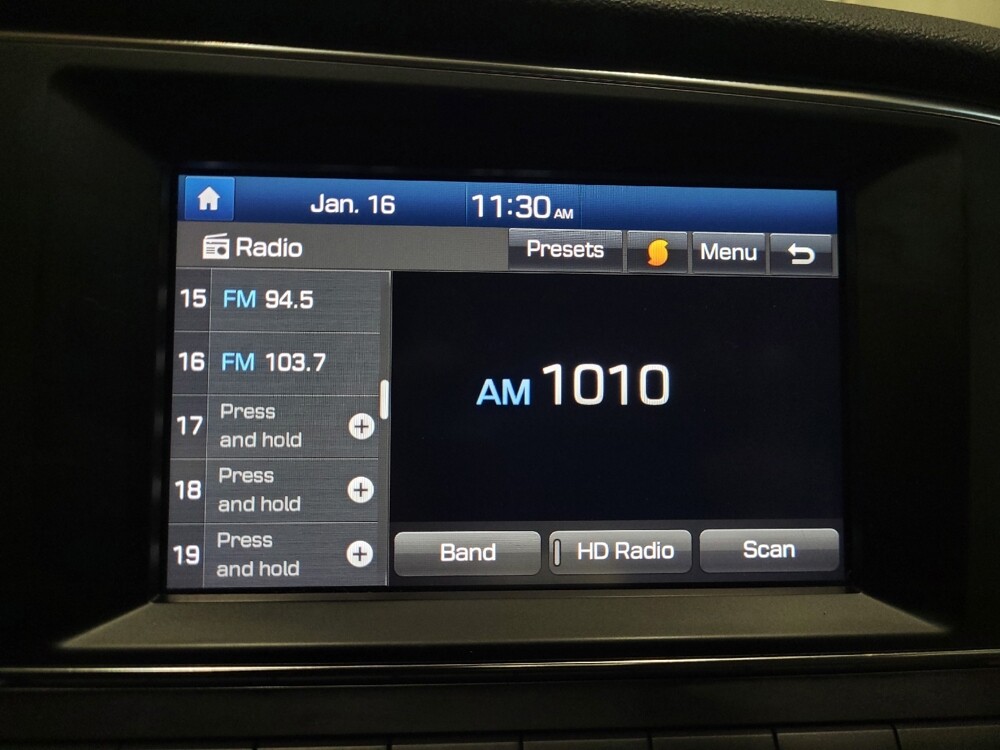 Jan. 16 11:30 AM
Radio Presets Menu
15 FM 94.5
16 FM 103.7
AM 1010
17 Press
and hold
18 Press
and hold
19 Press
and hold
Band HD Radio Scan